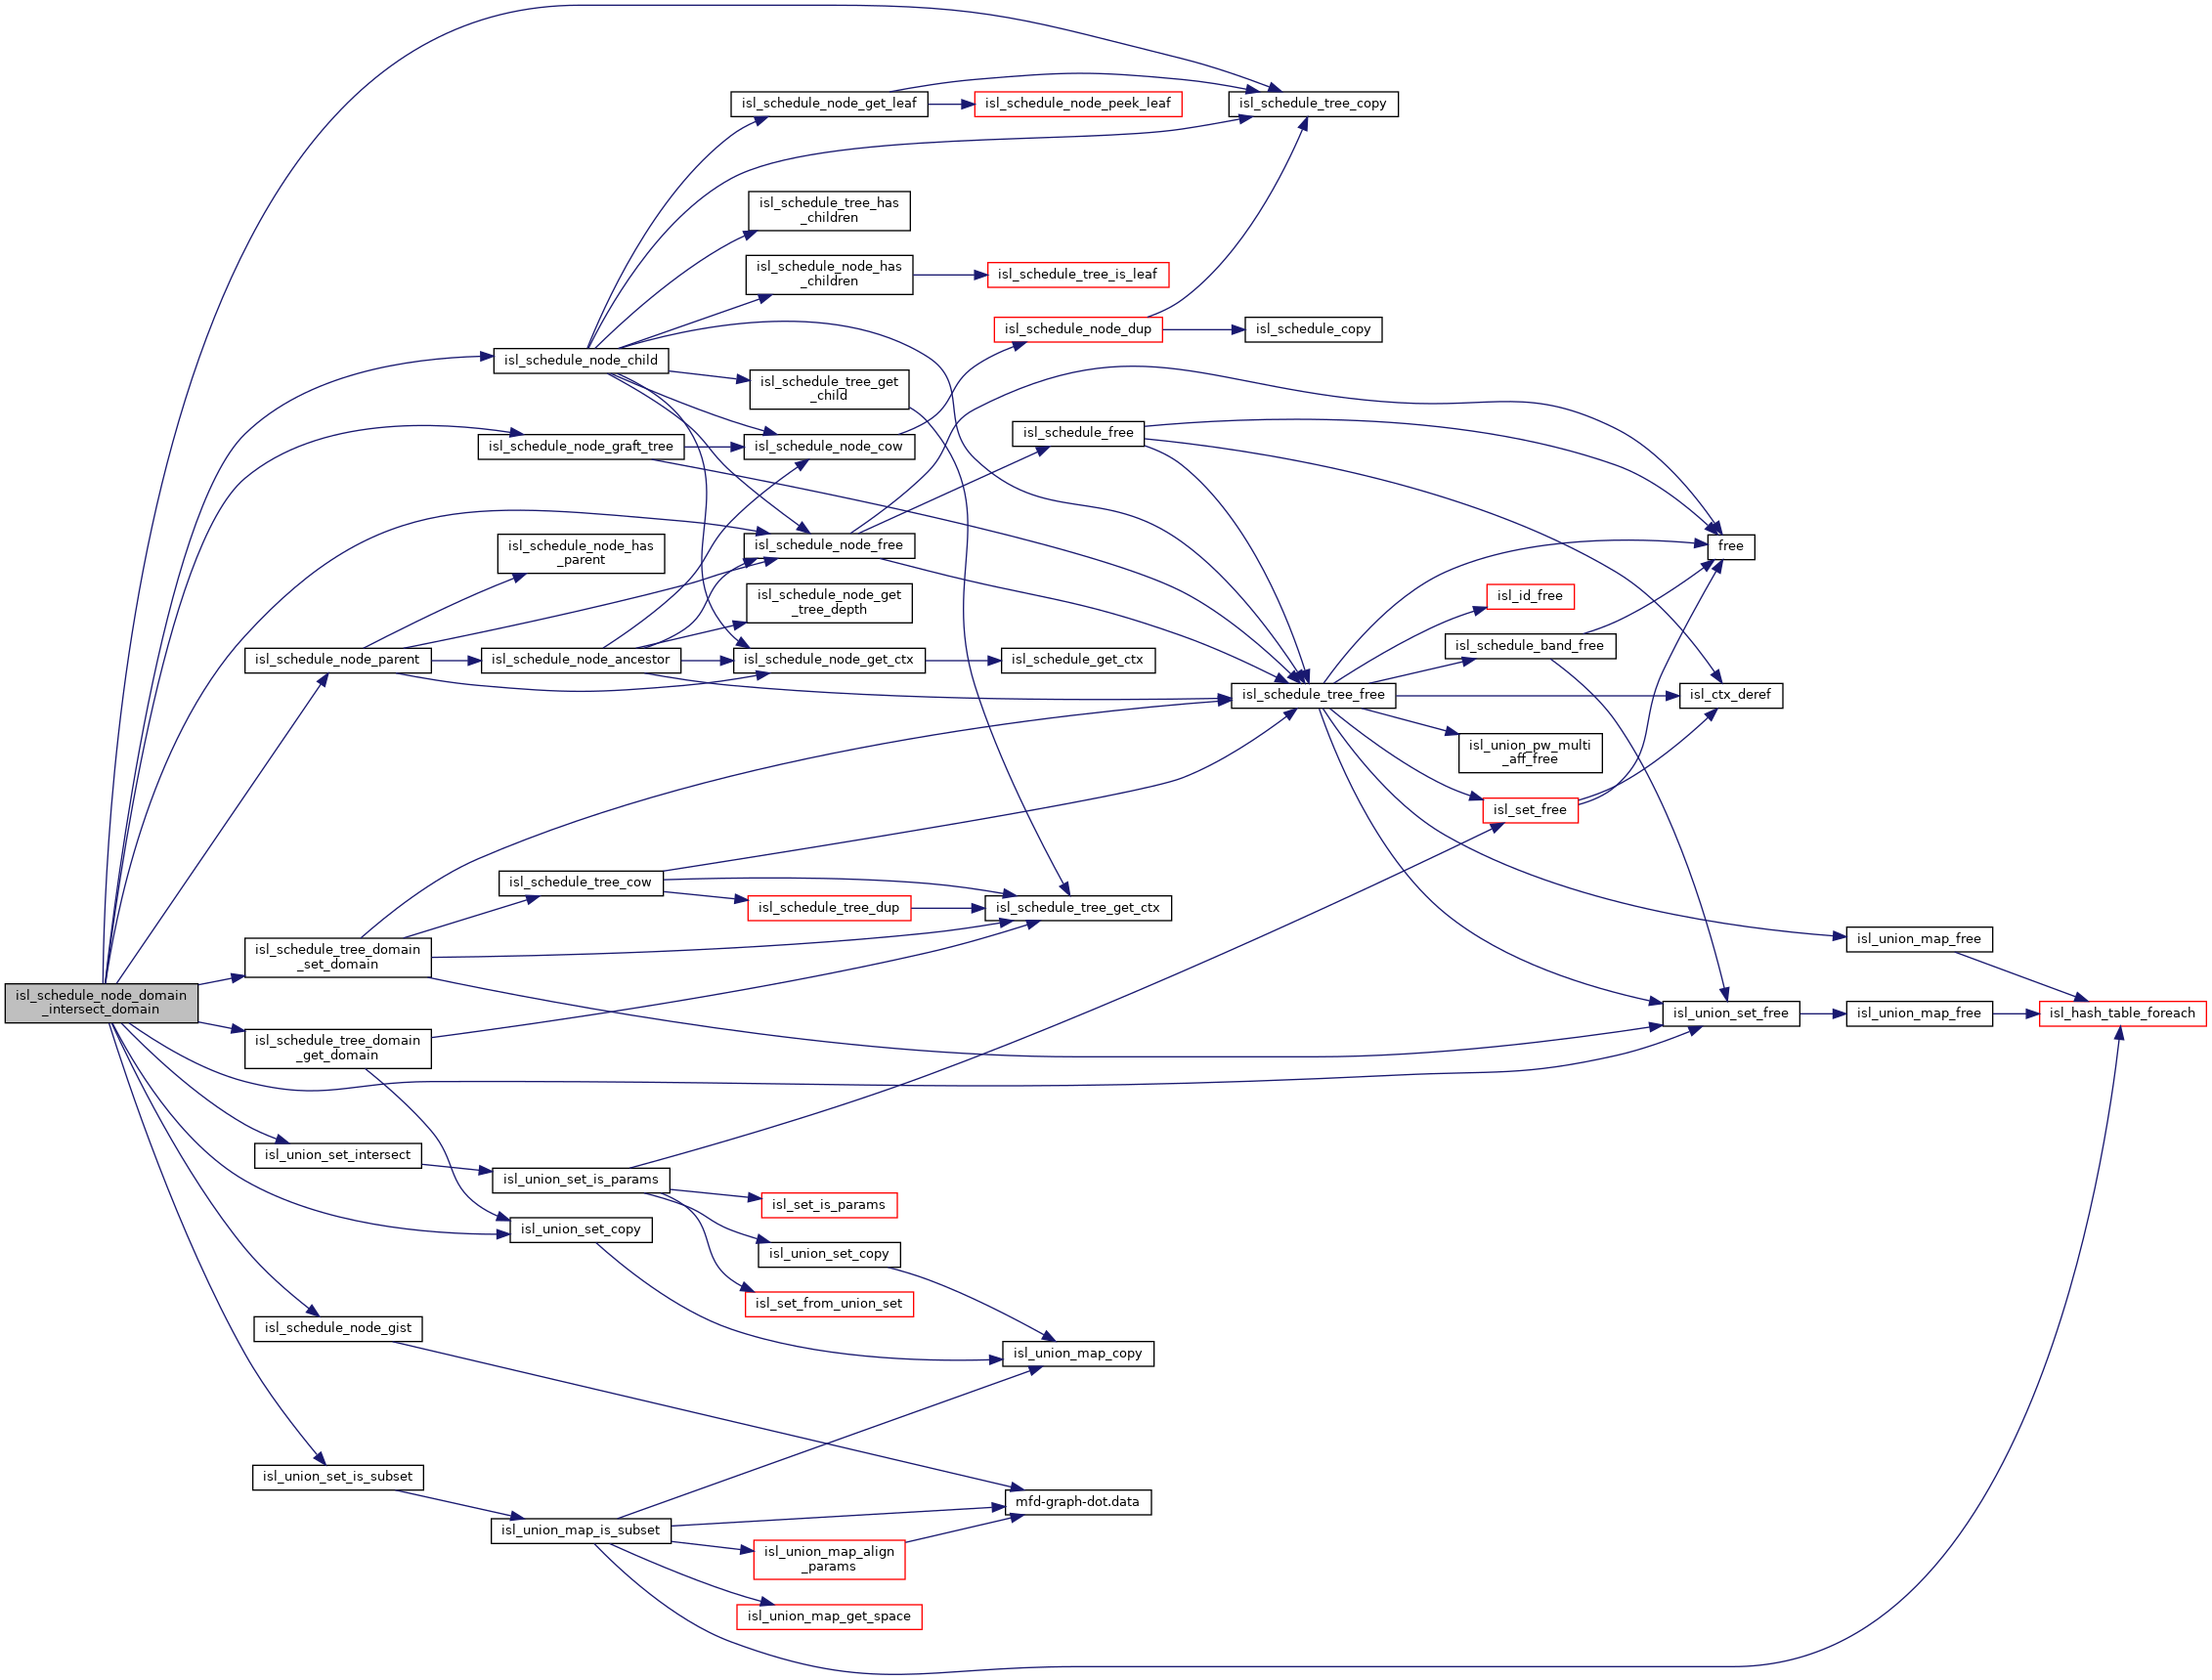 isl_schedule_node_domain
_intersect_domain
isl_schedule_node_parent
isl_schedule_tree_domain
_set_domain
isl_schedule_tree_domain
_get_domain
isl_union_set_intersect
isl_schedule_node_gist
isl_union_set_is_subset
isl_schedule_node_child
isl_schedule_node_graft_tree
isl_schedule_node_has
_parent
isl_schedule_node_ancestor
isl_schedule_tree_cow
isl_union_set_is_params
isl_union_set_copy
isl_union_map_is_subset
isl_schedule_node_get_leaf
isl_schedule_tree_has
_children
isl_schedule_node_has
_children
isl_schedule_tree_get
_child
isl_schedule_node_cow
isl_schedule_node_free
isl_schedule_node_get
_tree_depth
isl_schedule_node_get_ctx
isl_schedule_tree_dup
isl_set_is_params
isl_union_set_copy
isl_set_from_union_set
isl_union_map_align
_params
isl_union_map_get_space
isl_schedule_node_peek_leaf
isl_schedule_tree_is_leaf
isl_schedule_node_dup
isl_schedule_free
isl_schedule_get_ctx
isl_schedule_tree_get_ctx
isl_union_map_copy
mfd-graph-dot.data
isl_schedule_tree_copy
isl_schedule_copy
isl_schedule_tree_free
isl_id_free
isl_schedule_band_free
isl_union_pw_multi
_aff_free
isl_set_free
free
isl_ctx_deref
isl_union_set_free
isl_union_map_free
isl_union_map_free
isl_hash_table_foreach